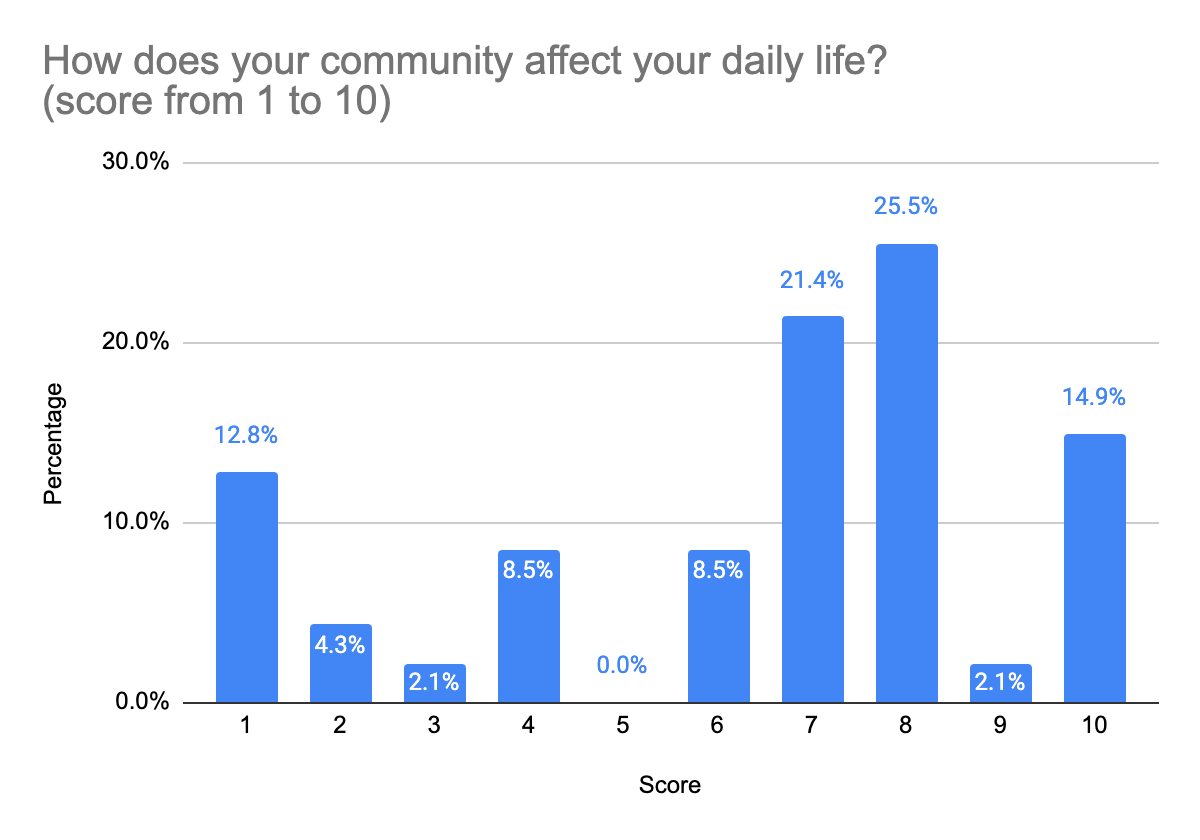 How does your community affect your daily life?
(score from 1 to 10)
30.0%
25.5%
21.4%
20.0%
14.9%
12.8%
Percentage
10.0%
8.5%
8.5%
4.3%
0.0%
2.1%
2.1%
0.0%
1 2 3 4 5 6 7 8 9 10
Score